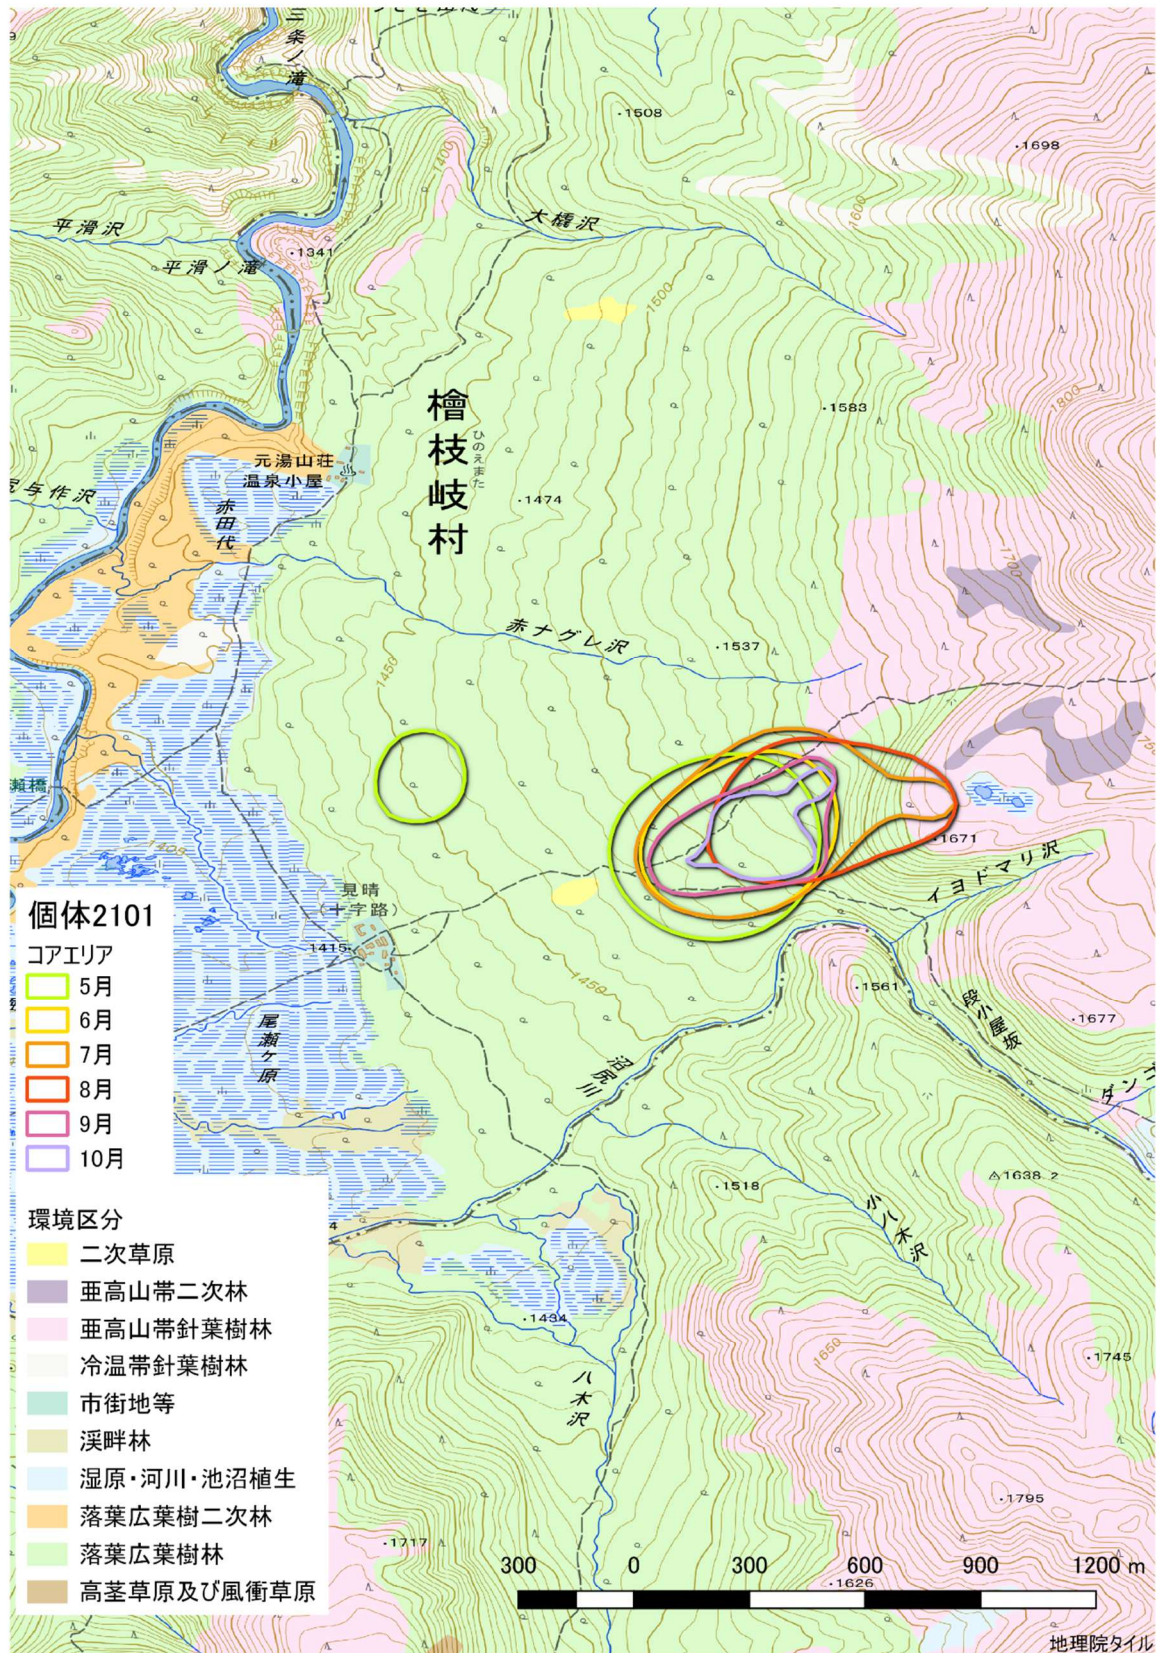 三条ノ滝
・1508
・1698
1400
1600
大橇沢
平滑沢
・1341
平滑ノ滝
1500
1800
・1583
檜枝岐村
ひのえまた
元湯山荘
温泉小屋
与作沢
赤田代
・1474
1700
赤ナグレ沢
・1537
1450
1750
瀬橋
1405
・1671
イヨドマリ沢
見晴
(十字路)
1415・
1450
・1561
段小屋坂
・1677
尾瀬ヶ原
沼尻川
ダンゴ
個体2101
コアエリア
5月
6月
7月
8月
9月
10月
・1518
△1638.2
小八木沢
環境区分
二次草原
亜高山帯二次林
亜高山帯針葉樹林
冷温帯針葉樹林
市街地等
渓畔林
湿原・河川・池沼植生
落葉広葉樹二次林
落葉広葉樹林
高茎草原及び風衝草原
・1434
1650
・1745
八木沢
・1795
・1717
300 0 300 600 900 1200 m
・1626
地理院タイル